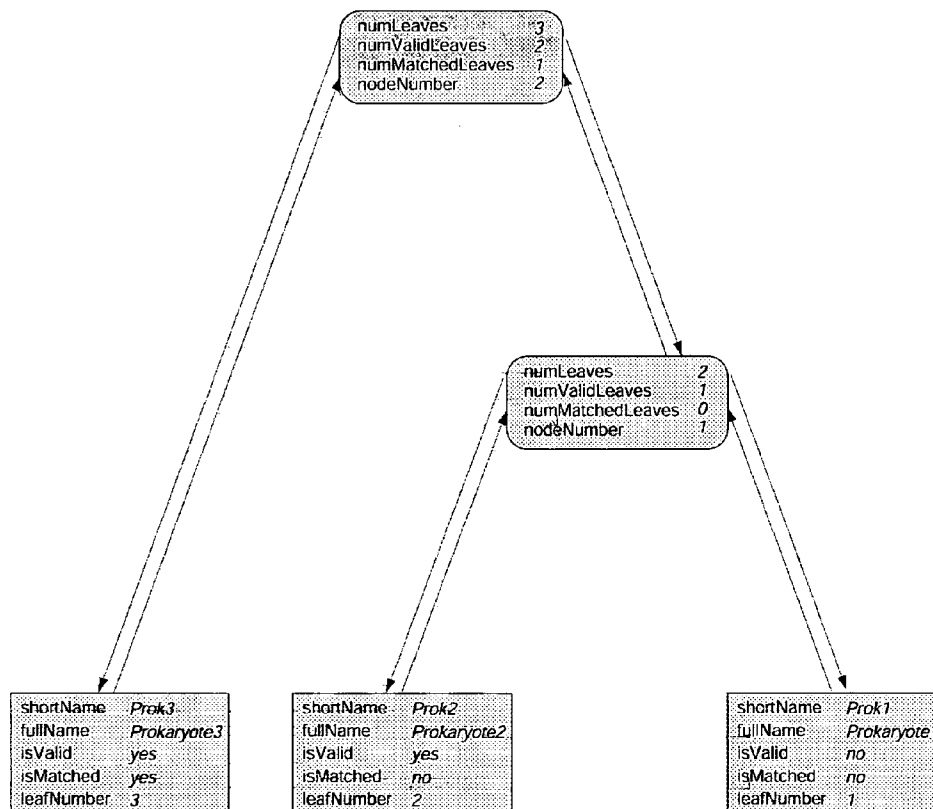 numLeaves 3
numValidLeaves 2
numMatchedLeaves 1
nodeNumber 2
numLeaves 2
numValidLeaves 1
numMatchedLeaves 0
nodeNumber 1
shortName Prok3
fullName Prokaryote3
isValid yes
isMatched yes
leafNumber 3
shortName Prok2
fullName Prokaryote2
isValid yes
isMatched no
leafNumber 2
shortName Prok1
fullName Prokaryote
isValid no
isMatched no
leafNumber 1